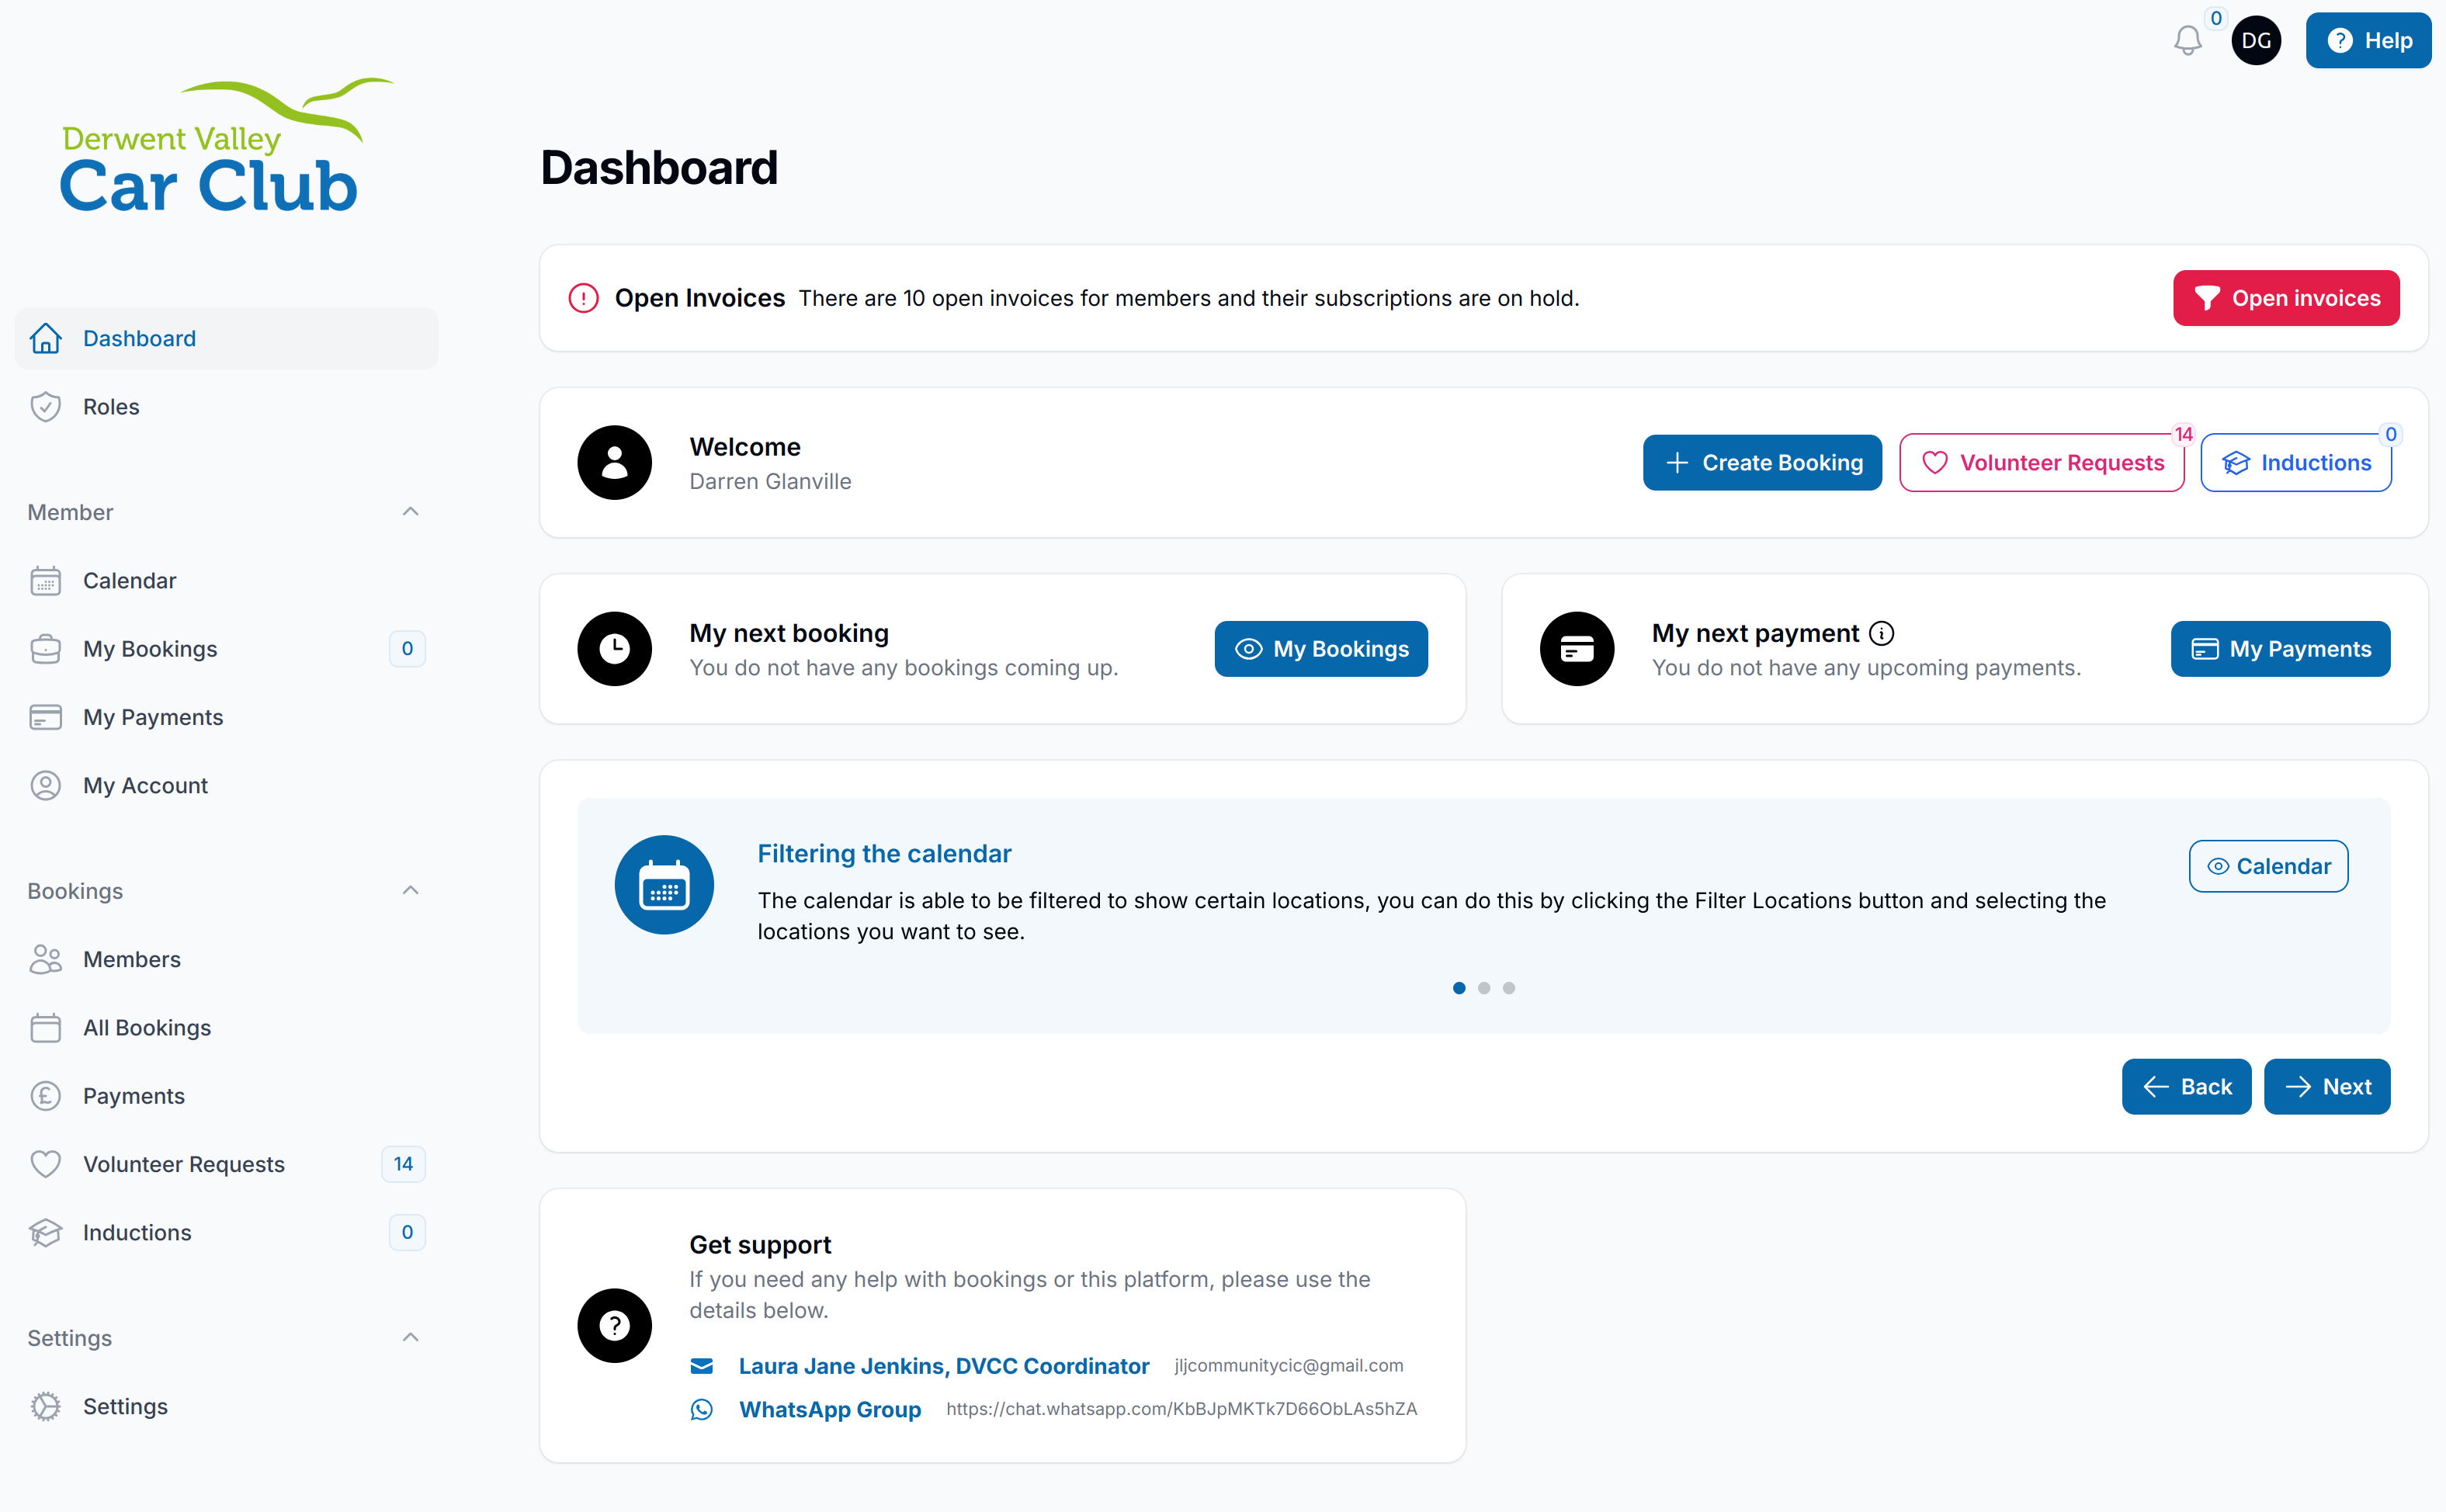 0
DG
Help
Derwent Valley
Car Club
Dashboard
Roles
Member
Calendar
My Bookings 0
My Payments
My Account
Bookings
Members
All Bookings
Payments
Volunteer Requests 14
Inductions 0
Settings
Settings
Dashboard
Open Invoices There are 10 open invoices for members and their subscriptions are on hold.
Open invoices
Welcome
Darren Glanville
Create Booking
Volunteer Requests 14
Inductions 0
My next booking
You do not have any bookings coming up.
My Bookings
My next payment
You do not have any upcoming payments.
My Payments
Filtering the calendar
The calendar is able to be filtered to show certain locations, you can do this by clicking the Filter Locations button and selecting the
locations you want to see.
Calendar
Back
Next
Get support
If you need any help with bookings or this platform, please use the
details below.
Laura Jane Jenkins, DVCC Coordinator jljcommunitycic@gmail.com
WhatsApp Group https://chat.whatsapp.com/KbBJpMKTk7D66ObLAs5hZA